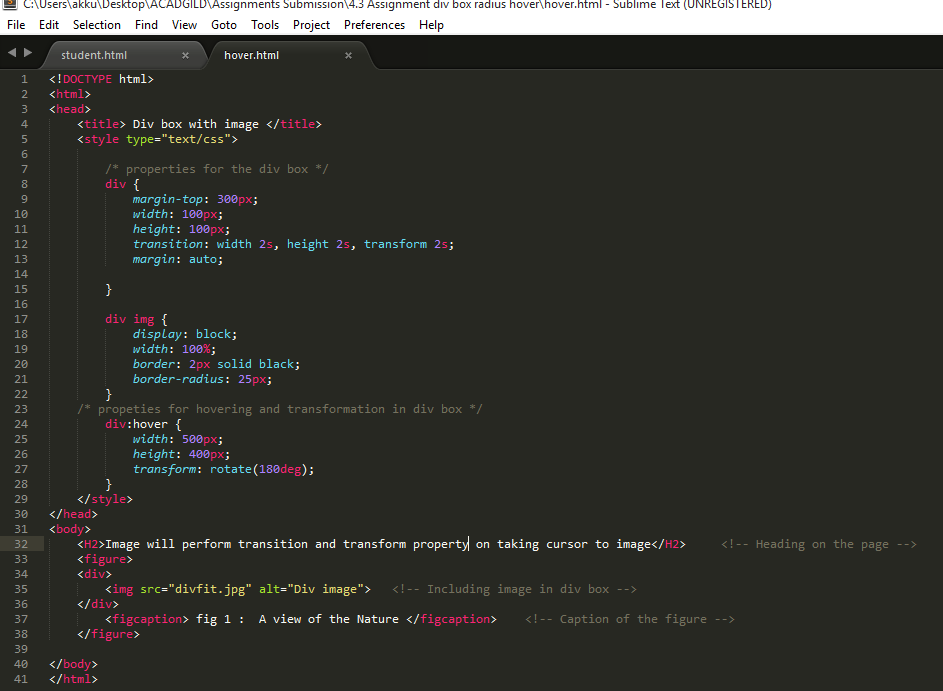 C:\Users\akku\Desktop\ACADGILD\Assignments Submission\4.3 Assignment div box radius hover\hover.html - Sublime Text (UNREGISTERED)
File Edit Selection Find View Goto Tools Project Preferences Help
student.html × hover.html ×
1 <!DOCTYPE html>
2 <html>
3 <head>
4 <title> Div box with image </title>
5 <style type="text/css">
6
7 /* properties for the div box */
8 div {
9 margin-top: 300px;
10 width: 100px;
11 height: 100px;
12 transition: width 2s, height 2s, transform 2s;
13 margin: auto;
14
15 }
16
17 div img {
18 display: block;
19 width: 100%;
20 border: 2px solid black;
21 border-radius: 25px;
22 }
23 /* propeties for hovering and transformation in div box */
24 div:hover {
25 width: 500px;
26 height: 400px;
27 transform: rotate(180deg);
28 }
29 </style>
30 </head>
31 <body>
32 <H2>Image will perform transition and transform property on taking cursor to image</H2> <!-- Heading on the page -->
33 <figure>
34 <div>
35 <img src="divfit.jpg" alt="Div image"> <!-- Including image in div box -->
36 </div>
37 <figcaption> fig 1 : A view of the Nature </figcaption> <!-- Caption of the figure -->
38 </figure>
39
40 </body>
41 </html>